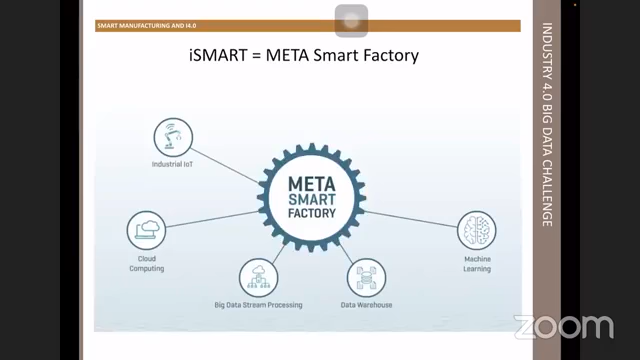 SMART MANUFACTURING AND I4.0
iSMART = META Smart Factory
INDUSTRY 4.0 BIG DATA CHALLENGE
Industrial IoT
META
SMART
FACTORY
Cloud
Computing
Machine
Learning
Big Data Stream Processing
Data Warehouse
zoom